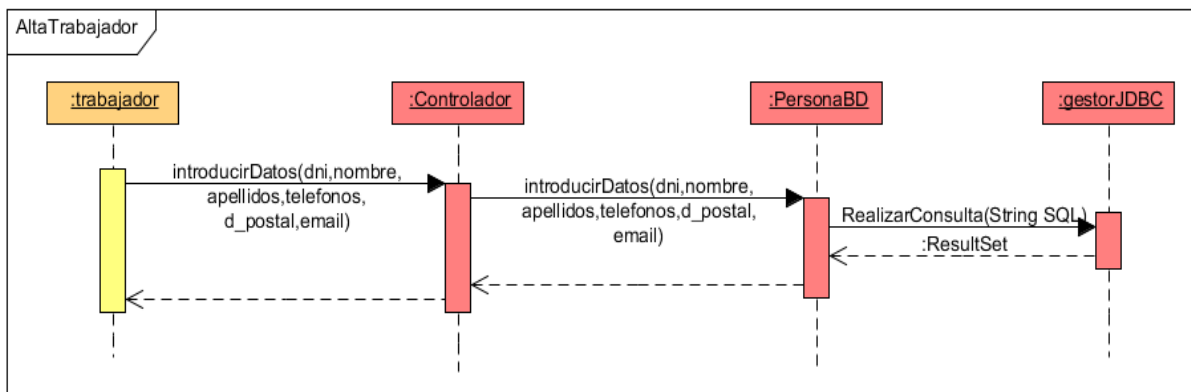 AltaTrabajador
:trabajador
:Controlador
:PersonaBD
:gestorJDBC
introducirDatos(dni,nombre,
apellidos,telefonos,
d_postal,email)
introducirDatos(dni,nombre,
apellidos,telefonos,d_postal,
email)
RealizarConsulta(String SQL)
:ResultSet